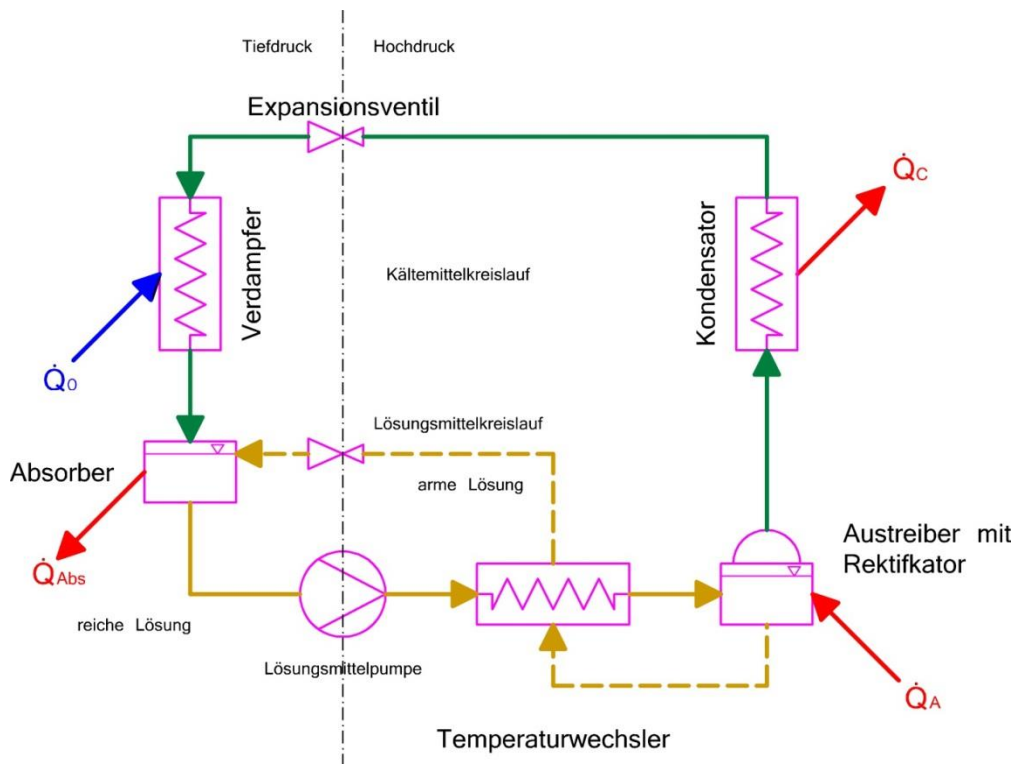 Tiefdruck
Hochdruck
Expansionsventil
Q̇C
Verdampfer
Kältemittelkreislauf
Kondensator
Q̇0
Lösungsmittelkreislauf
Absorber
arme Lösung
Austreiber mit
Rektifkator
Q̇Abs
reiche Lösung
Lösungsmittelpumpe
Q̇A
Temperaturwechsler